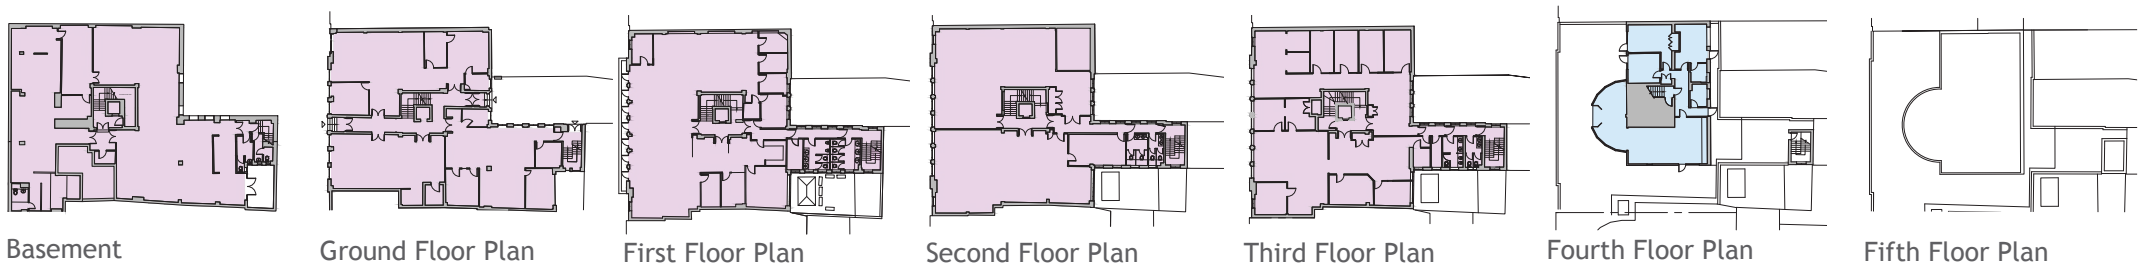 Basement
Ground Floor Plan
First Floor Plan
Second Floor Plan
Third Floor Plan
Fourth Floor Plan
Fifth Floor Plan